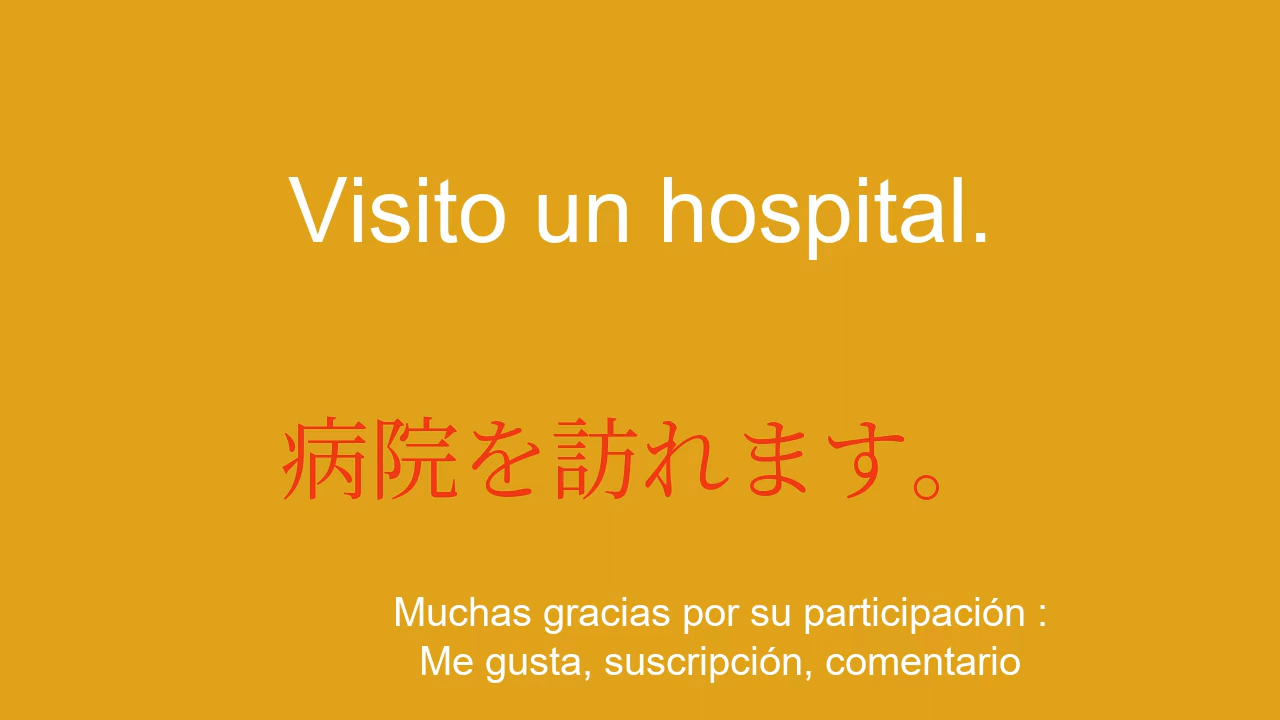 Visito un hospital.
病院を訪れます。
Muchas gracias por su participación :
Me gusta, suscripción, comentario